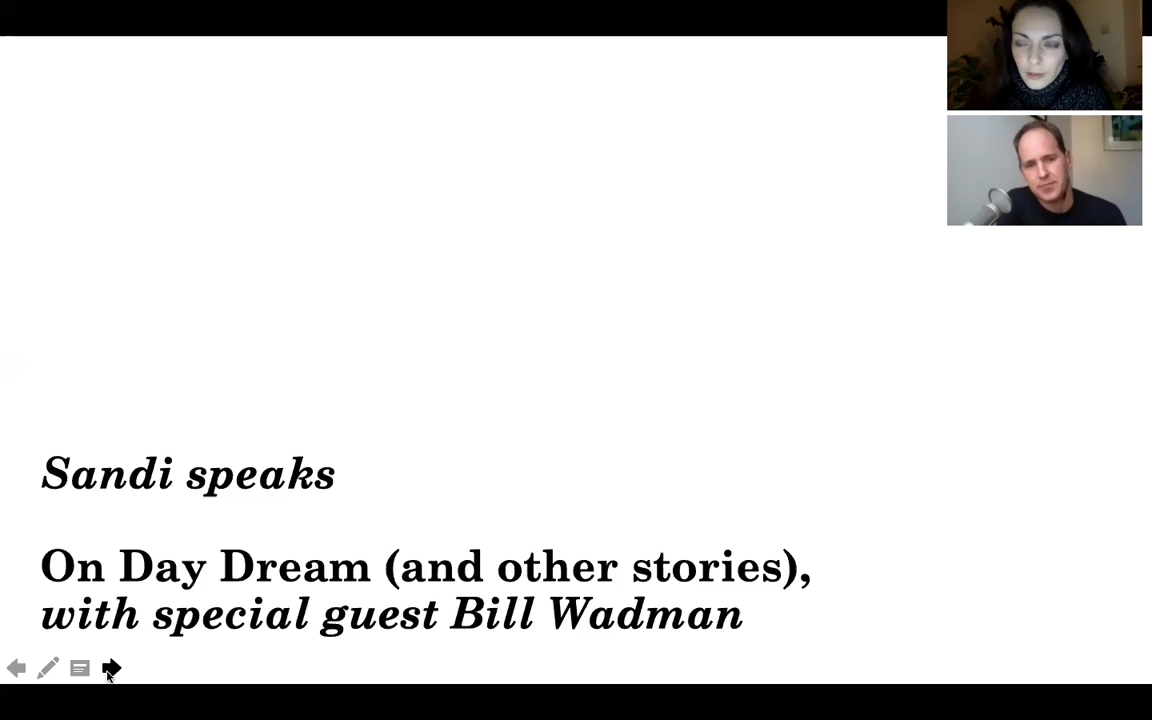 Sandi speaks
On Day Dream (and other stories),
with special guest Bill Wadman